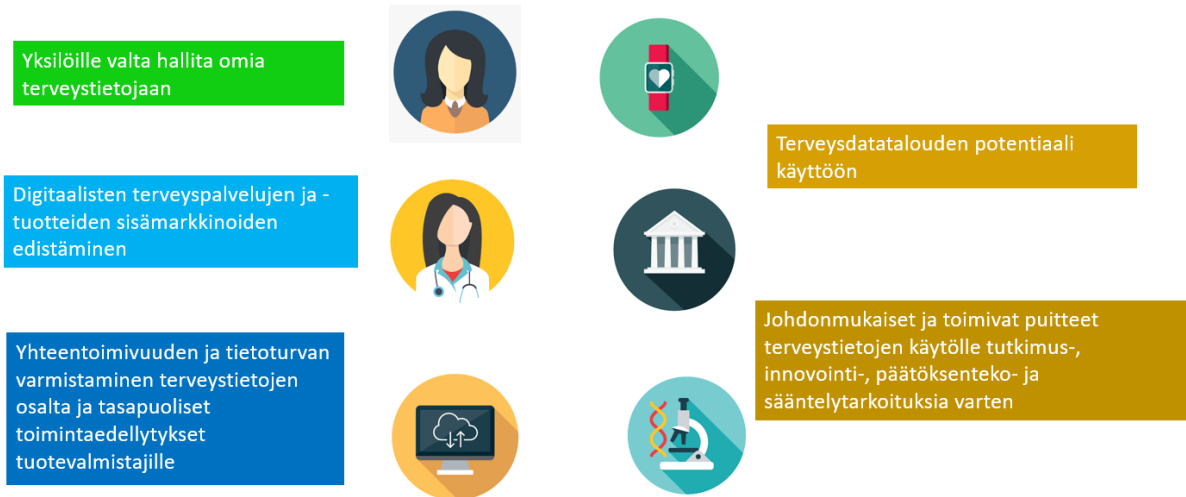 Yksilöille valta hallita omia
terveystietojaan
Digitaalisten terveyspalvelujen ja -
tuotteiden sisämarkkinoiden
edistäminen
Yhteentoimivuuden ja tietoturvan
varmistaminen terveystietojen
osalta ja tasapuoliset
toimintaedellytykset
tuotevalmistajille
Terveysdatatalouden potentiaali
käyttöön
Johdonmukaiset ja toimivat puitteet
terveystietojen käytölle tutkimus-,
innovointi-, päätöksenteko- ja
sääntelytarkoituksia varten